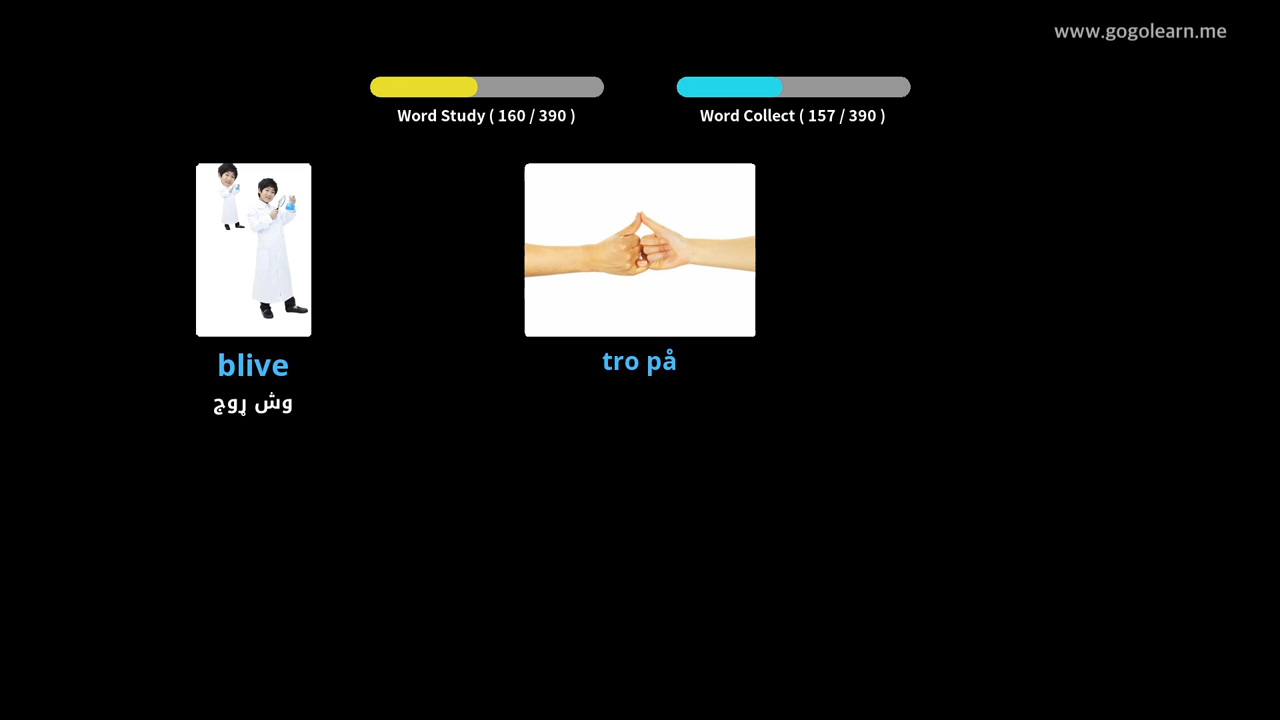 www.gogolearn.me
Word Study ( 160 / 390 )
Word Collect ( 157 / 390 )
blive
tro på
وش ړوج